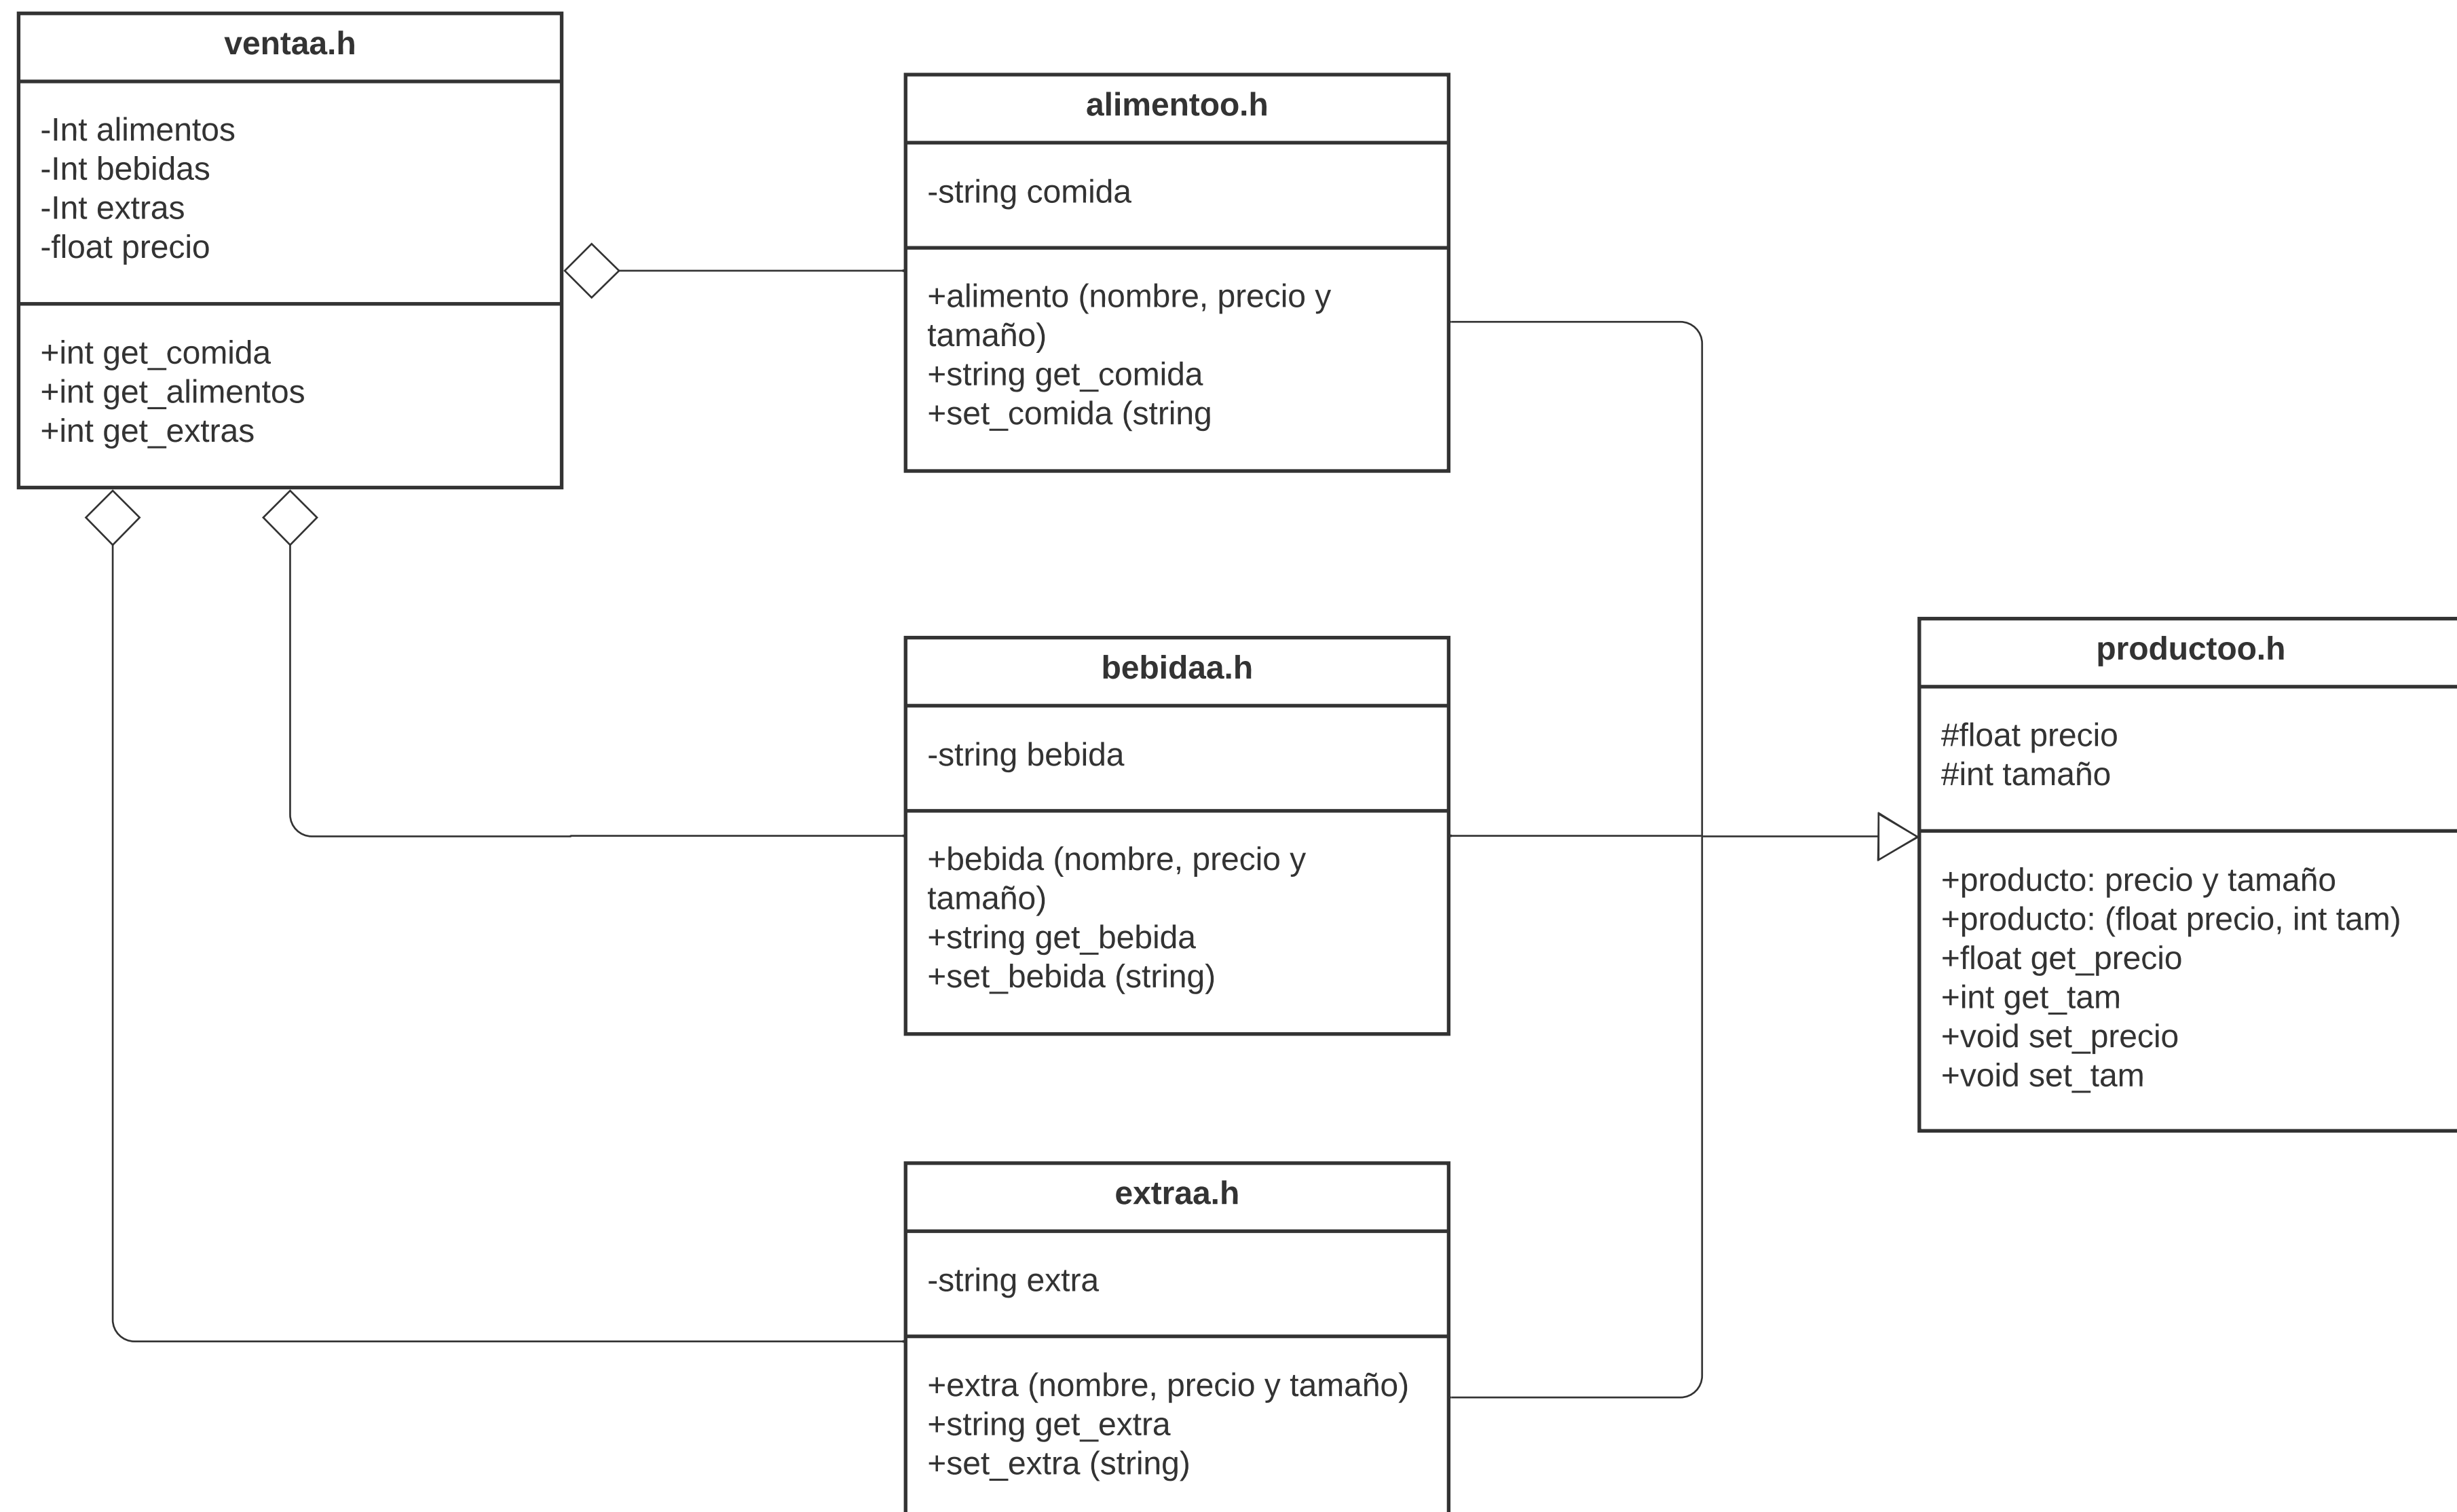 ventaa.h
-Int alimentos
-Int bebidas
-Int extras
-float precio
+int get_comida
+int get_alimentos
+int get_extras
alimentoo.h
-string comida
+alimento (nombre, precio y
tamaño)
+string get_comida
+set_comida (string
bebidaa.h
-string bebida
+bebida (nombre, precio y
tamaño)
+string get_bebida
+set_bebida (string)
extraa.h
-string extra
+extra (nombre, precio y tamaño)
+string get_extra
+set_extra (string)
productoo.h
#float precio
#int tamaño
+producto: precio y tamaño
+producto: (float precio, int tam)
+float get_precio
+int get_tam
+void set_precio
+void set_tam